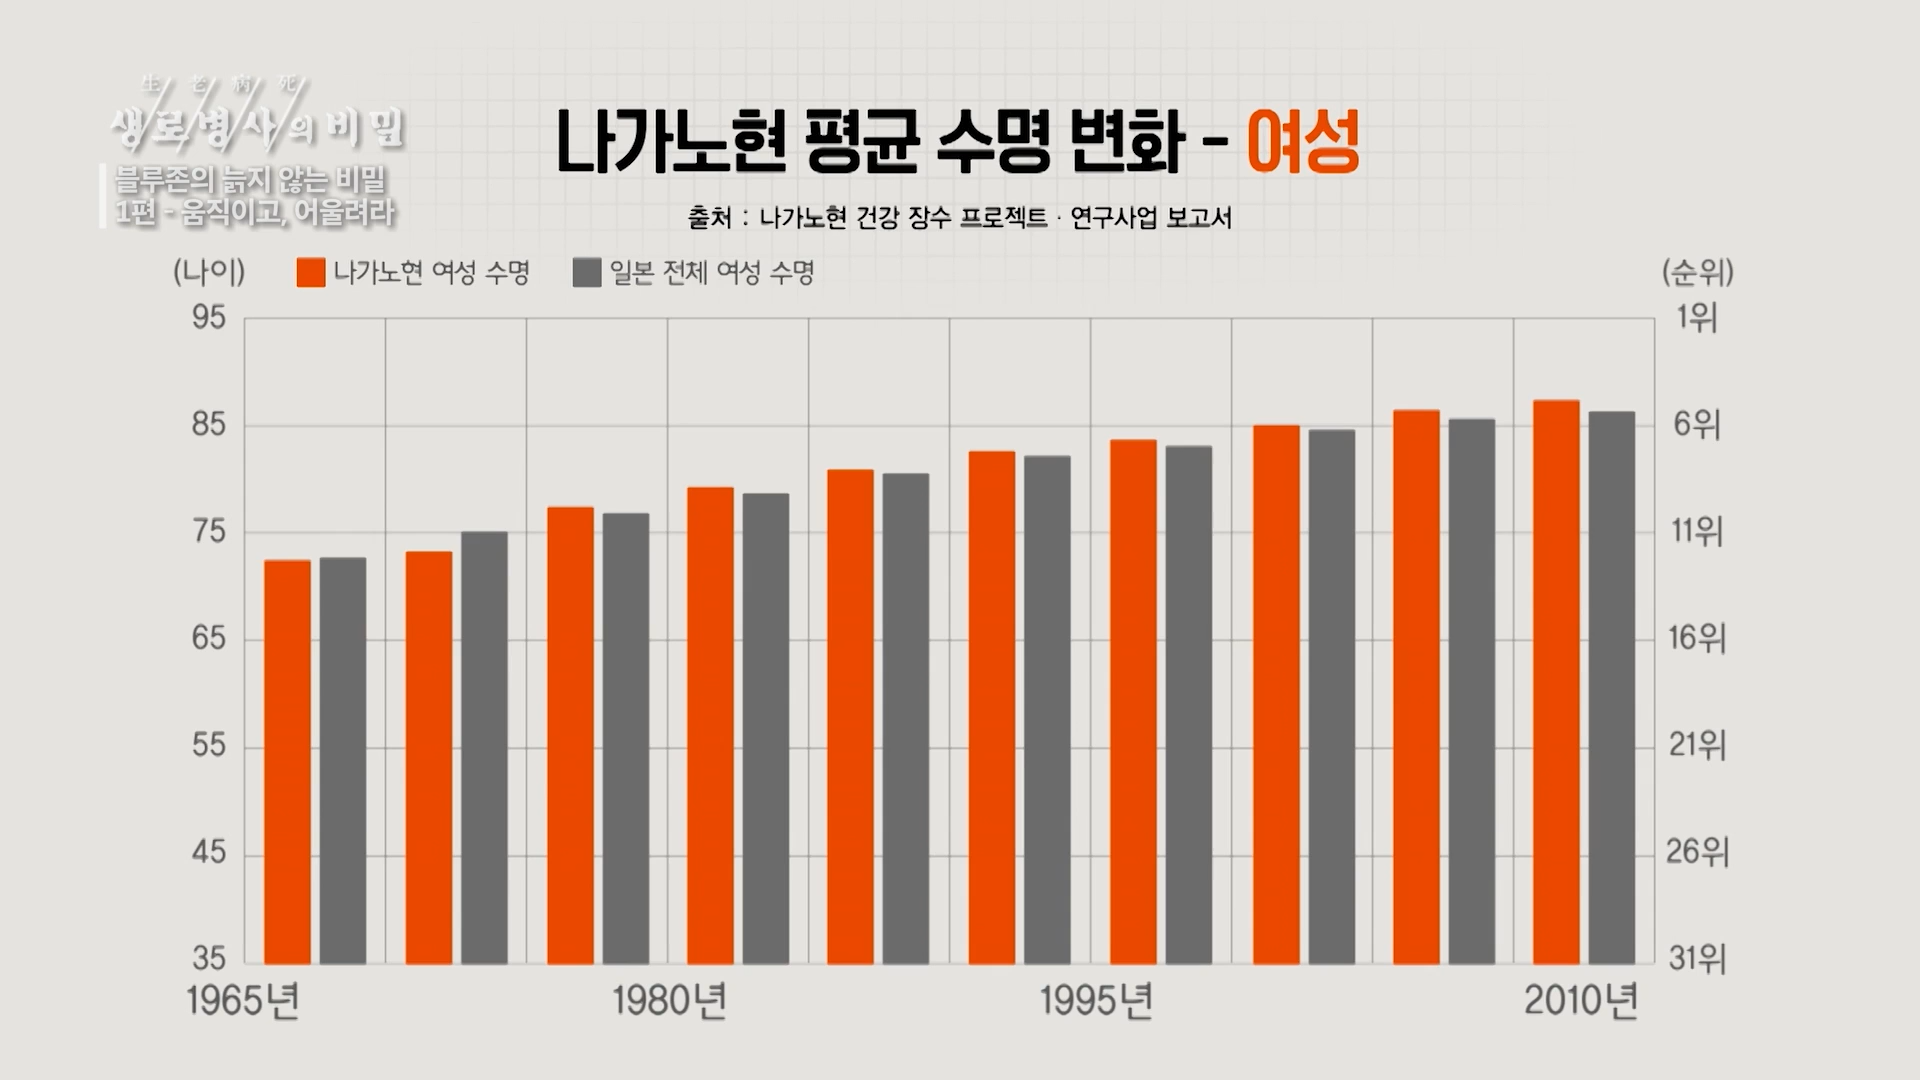 生老病死
생로병사의 비밀
블루존의 늙지 않는 비밀
1편 - 움직이고, 어울려라
나가노현 평균 수명 변화 - 여성
출처 : 나가노현 건강 장수 프로젝트 · 연구사업 보고서
(나이)
나가노현 여성 수명
일본 전체 여성 수명
(순위)
95
85
75
65
55
45
35
1위
6위
11위
16위
21위
26위
31위
1965년
1980년
1995년
2010년